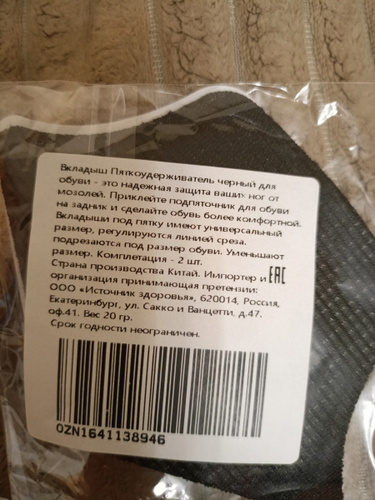 Вкладыш Пяткоудерживатель черный для
обуви - это надежная защита ваших ног от
мозолей. Приклейте подпяточник для обуви
на задник и сделайте обувь более комфортной.
Вкладыши под пятку имеют универсальный
размер, регулируются линией среза.
подрезаются под размер обуви. Уменьшают
размер. Комплетация - 2 шт.
Страна производства Китай. Импортер и EAC
организация принимающая претензии:
ООО «Источник здоровья», 620014, Россия,
Екатеринбург, ул. Сакко и Ванцетти, д.47.
оф.41. Вес 20 гр.
Срок годности неограничен.
OZN1641138946